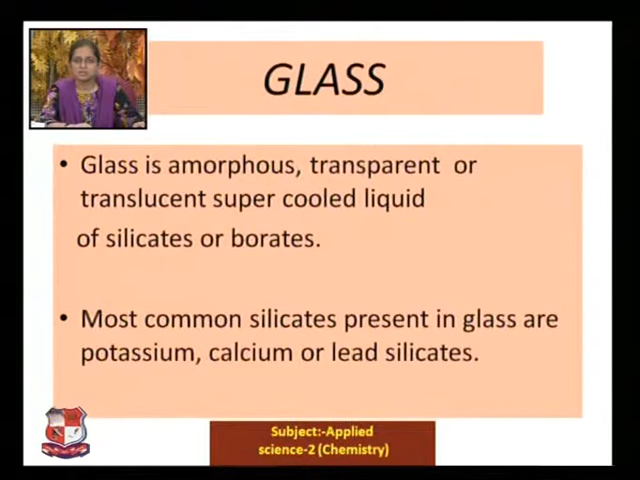 GLASS
• Glass is amorphous, transparent or
translucent super cooled liquid
of silicates or borates.
• Most common silicates present in glass are
potassium, calcium or lead silicates.
Subject:-Applied
science-2 (Chemistry)